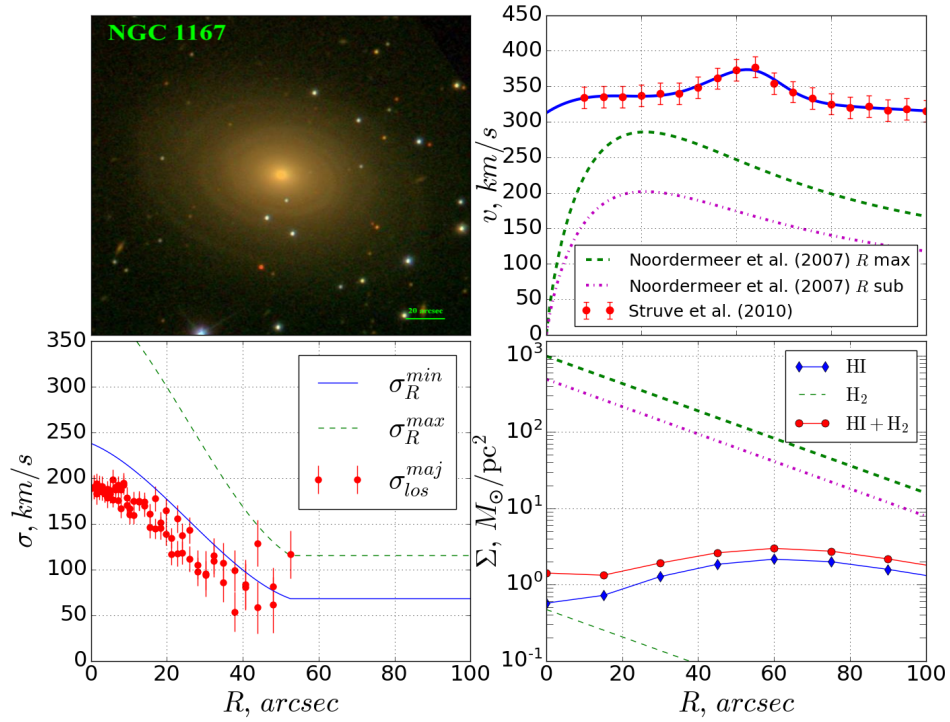 NGC 1167
20 arcsec
450
400
350
300
250
200
150
100
50
0
v, km/s
Noordermeer et al. (2007) R max
Noordermeer et al. (2007) R sub
Struve et al. (2010)
350
300
250
200
150
100
50
0
σ, km/s
σ_R^{min}
σ_R^{max}
σ_{los}^{maj}
0 20 40 60 80 100
R, arcsec
10^3
10^2
10^1
10^0
10^{-1}
Σ, M_⊙/pc^2
HI
H_2
HI + H_2
0 20 40 60 80 100
R, arcsec